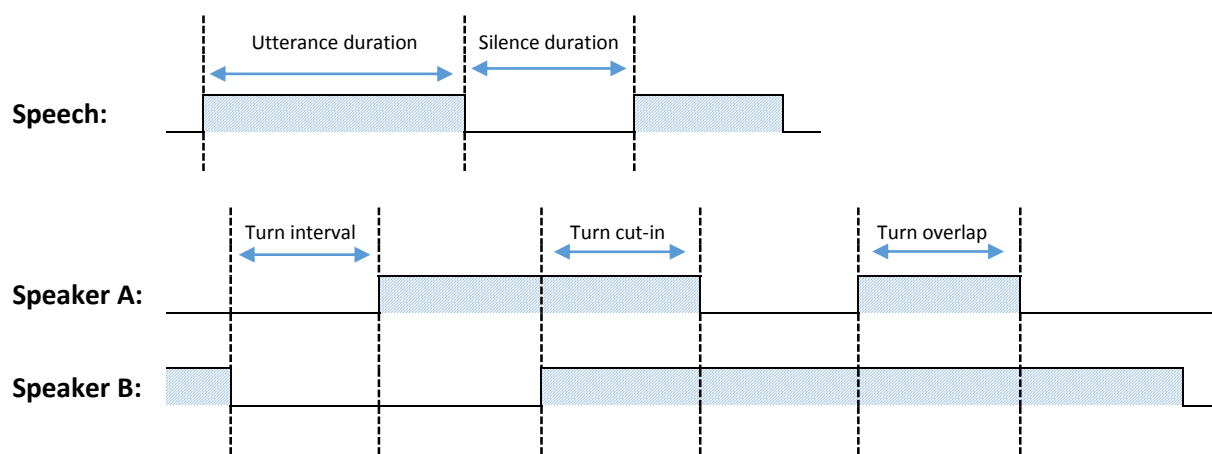 Utterance duration Silence duration
Speech:
Turn interval Turn cut-in Turn overlap
Speaker A:
Speaker B: